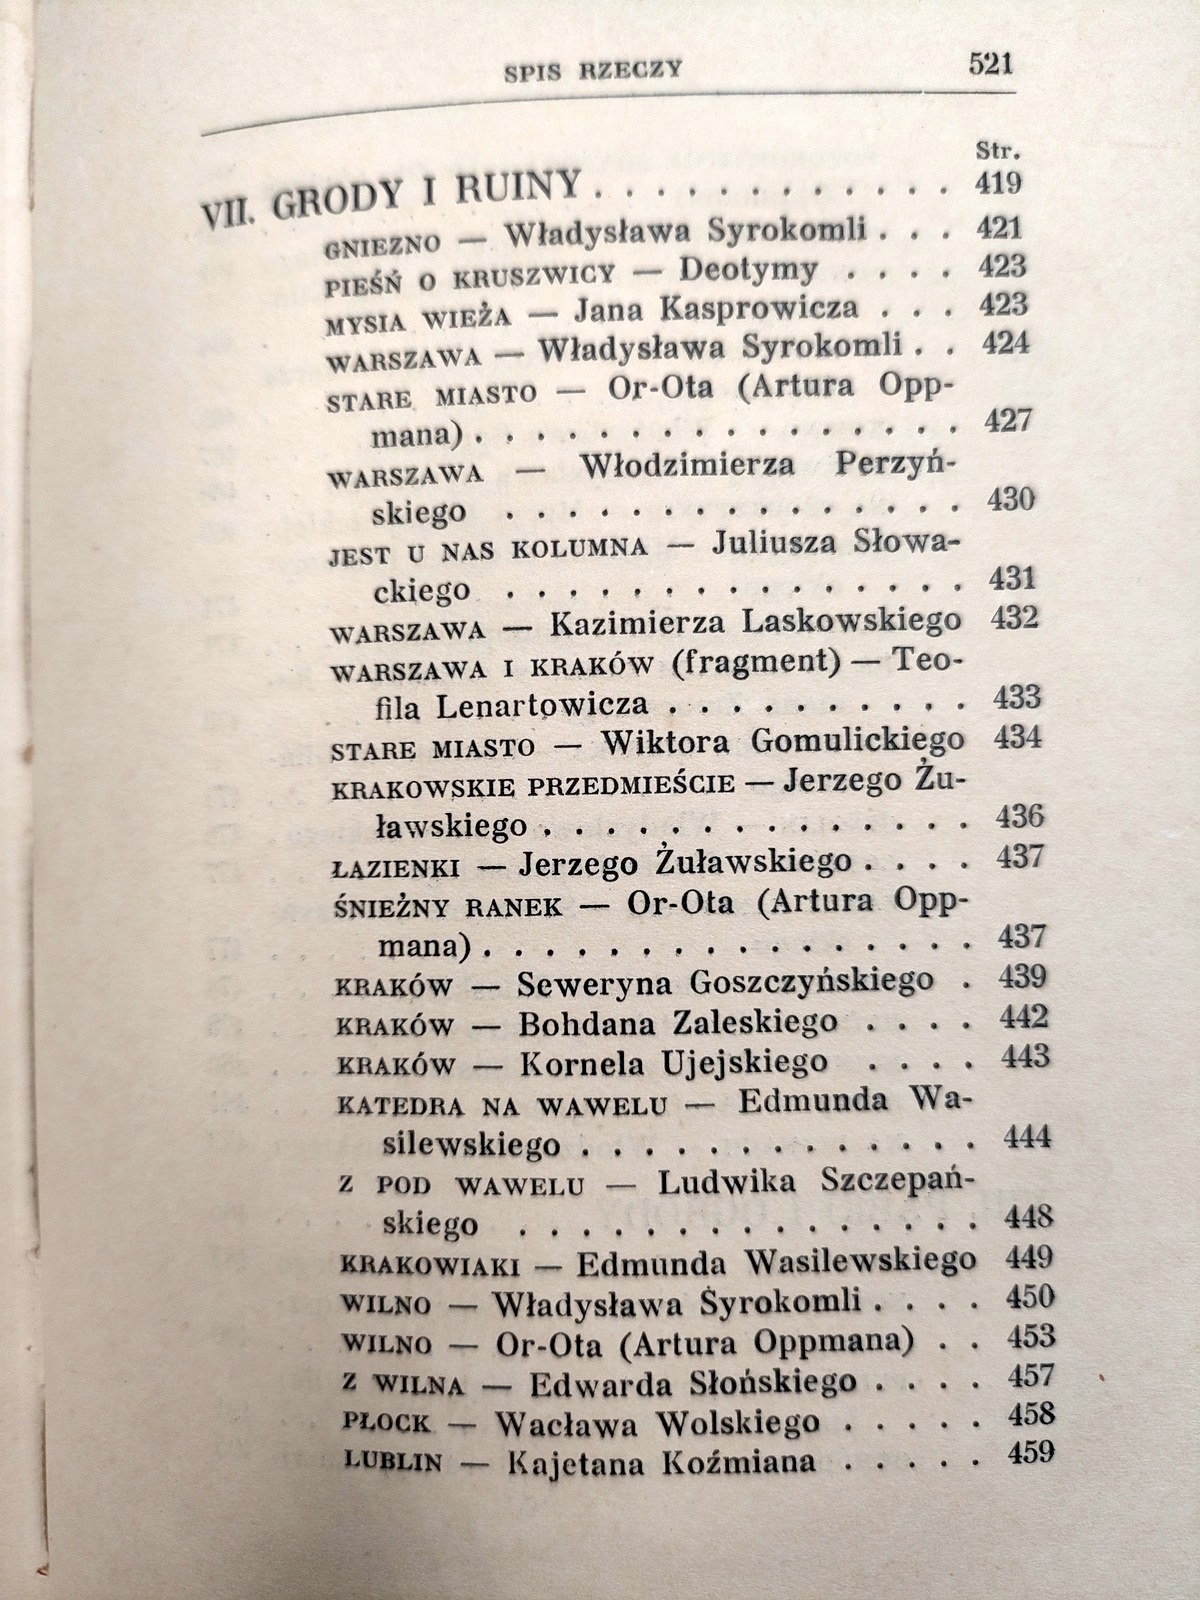 SPIS RZECZY 521
Str.
VII. GRODY I RUINY . . . . . . . . . . . . 419
GNIEZNO — Władysława Syrokomli . . . 421
PIEŚŃ O KRUSZWICY — Deotymy . . . . 423
MYSIA WIEŻA — Jana Kasprowicza . . . 423
WARSZAWA — Władysława Syrokomli . . 424
STARE MIASTO — Or-Ota (Artura Opp-
mana) . . . . . . . . . . . . . . . . 427
WARSZAWA — Włodzimierza Perzyń-
skiego . . . . . . . . . . . . . . . 430
JEST U NAS KOLUMNA — Juliusza Słowa-
ckiego . . . . . . . . . . . . . . . 431
WARSZAWA — Kazimierza Laskowskiego 432
WARSZAWA I KRAKÓW (fragment) — Teo-
fila Lenartowicza . . . . . . . . . . 433
STARE MIASTO — Wiktora Gomulickiego 434
KRAKOWSKIE PRZEDMIEŚCIE — Jerzego Żu-
ławskiego . . . . . . . . . . . . . . 436
ŁAZIENKI — Jerzego Żuławskiego . . . . 437
ŚNIEŻNY RANEK — Or-Ota (Artura Opp-
mana) . . . . . . . . . . . . . . . . 437
KRAKÓW — Seweryna Goszczyńskiego . 439
KRAKÓW — Bohdana Zaleskiego . . . . 442
KRAKÓW — Kornela Ujejskiego . . . . 443
KATEDRA NA WAWELU — Edmunda Wa-
silewskiego . . . . . . . . . . . . . 444
Z POD WAWELU — Ludwika Szczepań-
skiego . . . . . . . . . . . . . . . 448
KRAKOWIAKI — Edmunda Wasilewskiego 449
WILNO — Władysława Syrokomli . . . . 450
WILNO — Or-Ota (Artura Oppmana) . . 453
Z WILNA — Edwarda Słońskiego . . . . 457
PŁOCK — Wacława Wolskiego . . . . . 458
LUBLIN — Kajetana Koźmiana . . . . . 459